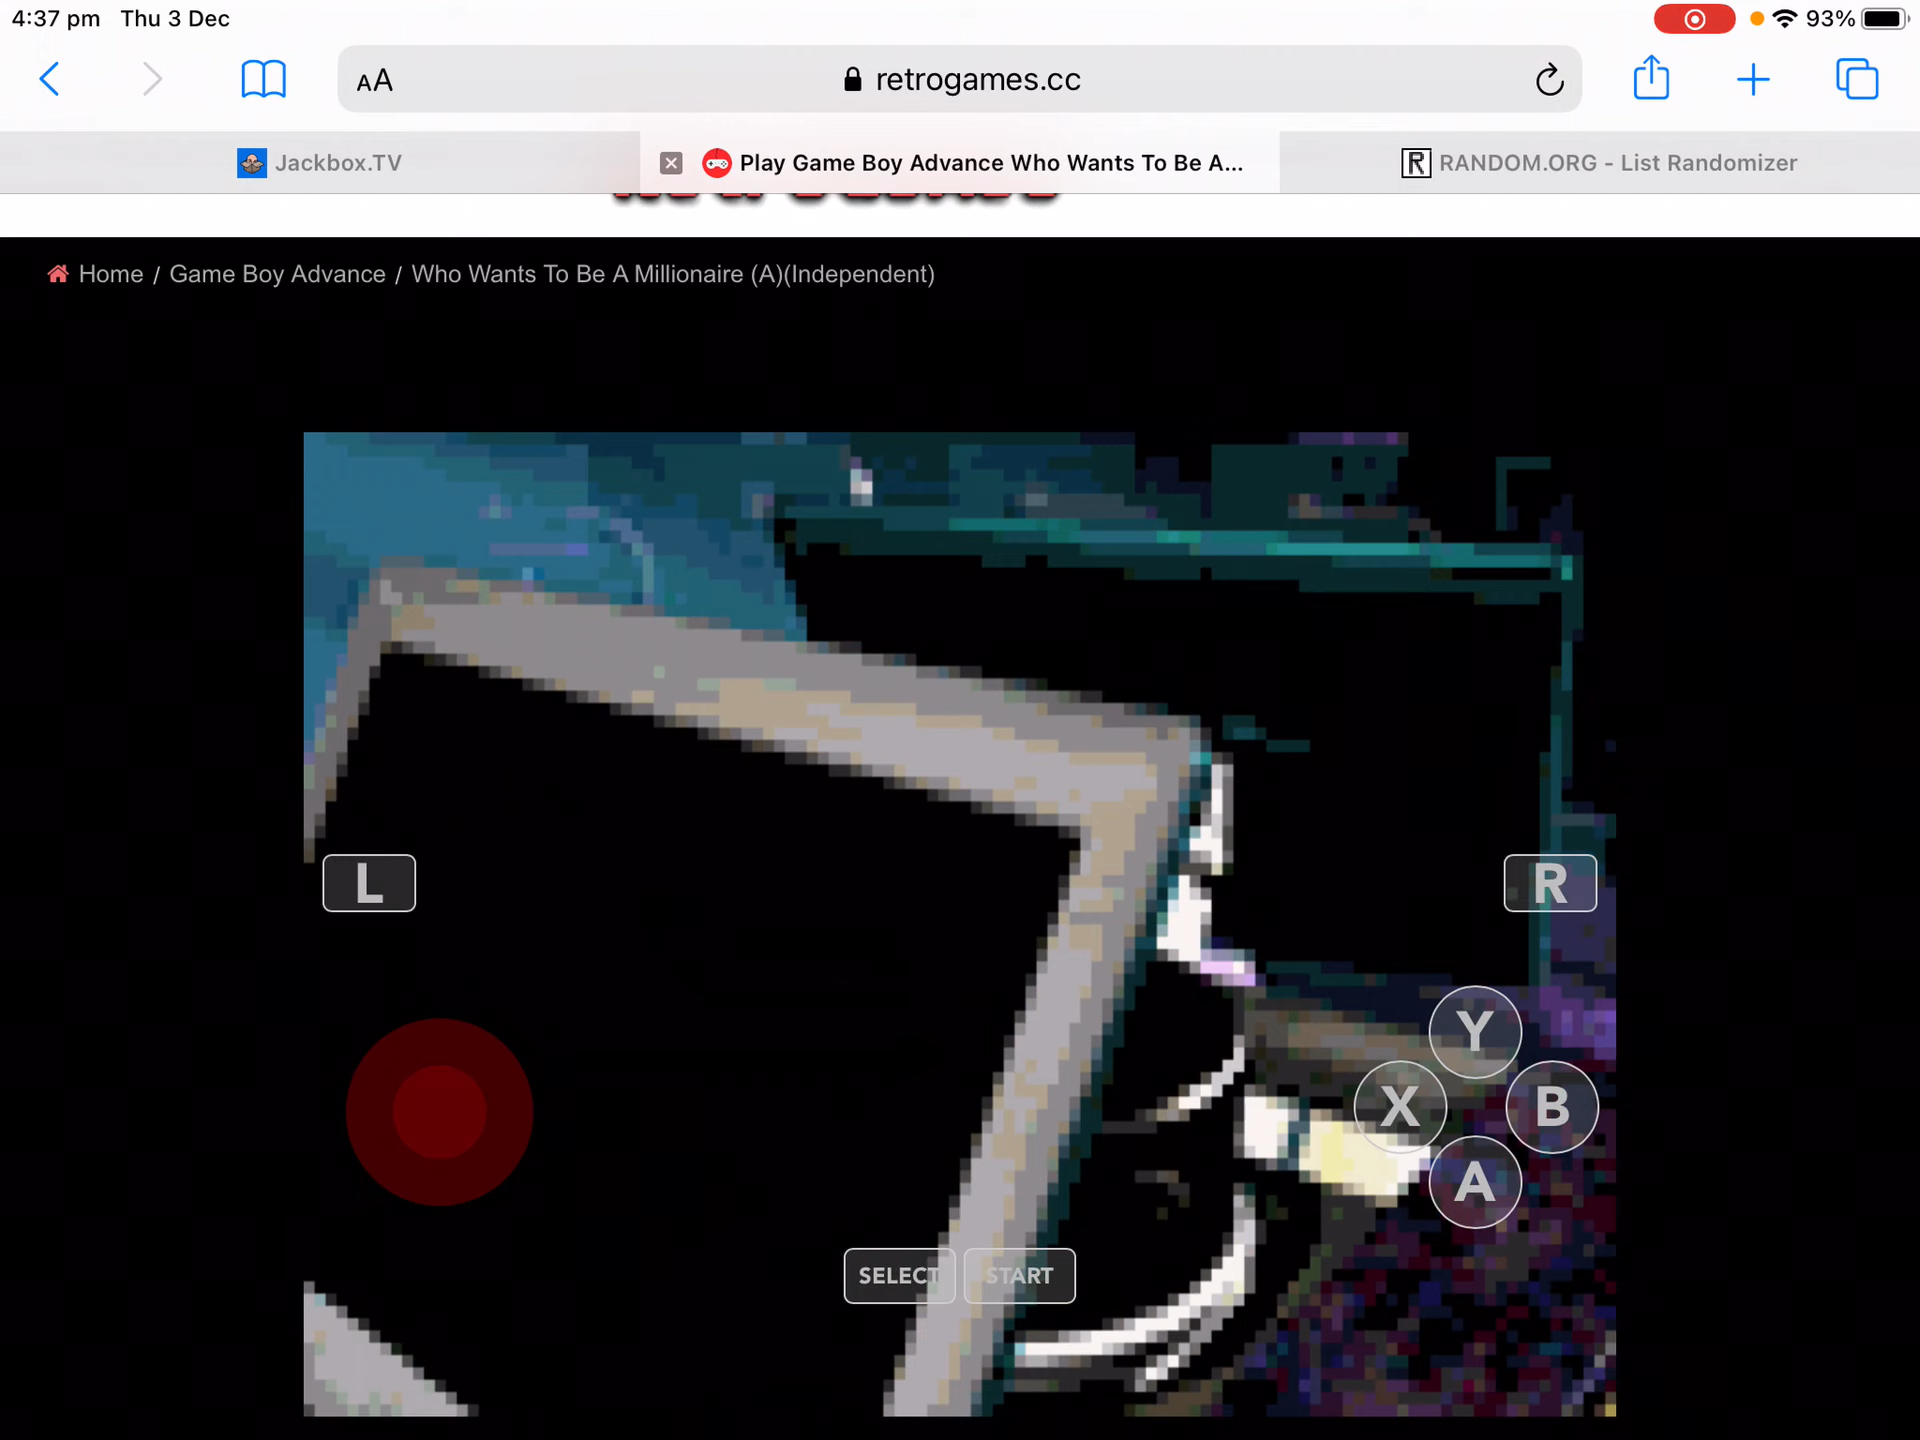 4:37 pm Thu 3 Dec
93%
AA
retrogames.cc
Jackbox.TV
Play Game Boy Advance Who Wants To Be A...
RANDOM.ORG - List Randomizer
Home / Game Boy Advance / Who Wants To Be A Millionaire (A)(Independent)
L
R
Y
X
B
A
SELECT
START